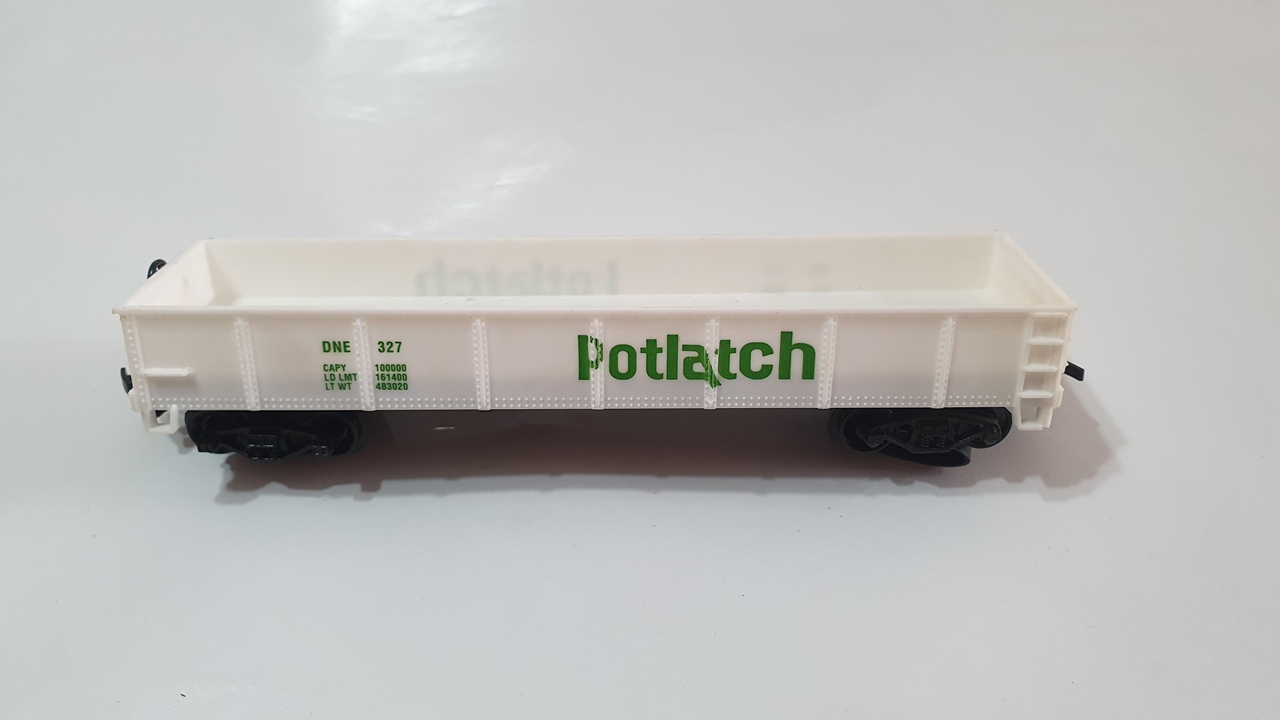 DNE 327
CAPY 100000
LD LMT 161400
LT WT 483020
Potlatch